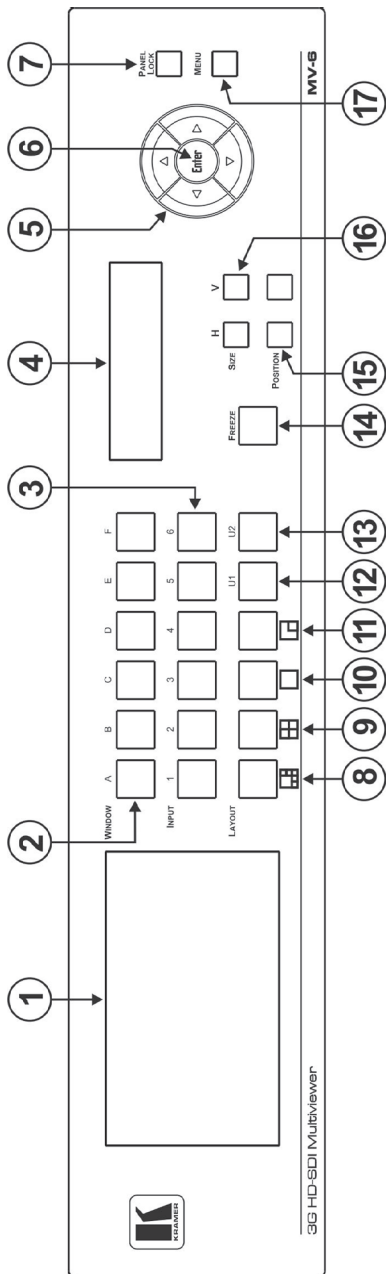 1
2
3
4
5
6
7
WINDOW
A
B
C
D
E
F
INPUT
1
2
3
4
5
6
LAYOUT
U1
U2
FREEZE
H
V
SIZE
POSITION
Enter
PANEL
LOCK
MENU
KRAMER
3G HD-SDI Multiviewer
MV-6
8
9
10
11
12
13
14
15
16
17